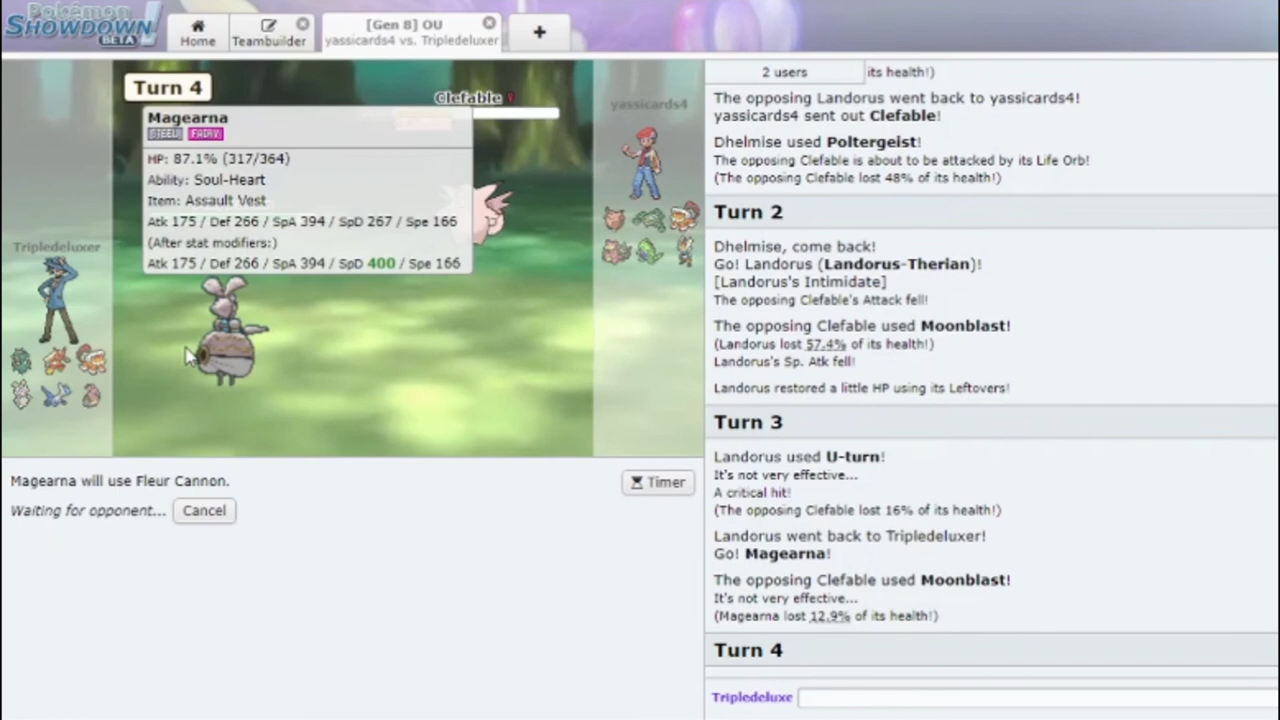 Pokémon
SHOWDOWN
BETA
Home
Teambuilder
[Gen 8] OU
yassicards4 vs. Tripledeluxer
+
Turn 4
Clefable
Magearna
STEEL FAIRY
HP: 87.1% (317/364)
Ability: Soul-Heart
Item: Assault Vest
Atk 175 / Def 266 / SpA 394 / SpD 267 / Spe 166
(After stat modifiers:)
Atk 175 / Def 266 / SpA 394 / SpD 400 / Spe 166
yassicards4
Tripledeluxer
Magearna will use Fleur Cannon.
Timer
Waiting for opponent... Cancel
2 users
its health!)
The opposing Landorus went back to yassicards4!
yassicards4 sent out Clefable!
Dhelmise used Poltergeist!
The opposing Clefable is about to be attacked by its Life Orb!
(The opposing Clefable lost 48% of its health!)
Turn 2
Dhelmise, come back!
Go! Landorus (Landorus-Therian)!
[Landorus's Intimidate]
The opposing Clefable's Attack fell!
The opposing Clefable used Moonblast!
(Landorus lost 57.4% of its health!)
Landorus's Sp. Atk fell!
Landorus restored a little HP using its Leftovers!
Turn 3
Landorus used U-turn!
It's not very effective...
A critical hit!
(The opposing Clefable lost 16% of its health!)
Landorus went back to Tripledeluxer!
Go! Magearna!
The opposing Clefable used Moonblast!
It's not very effective...
(Magearna lost 12.9% of its health!)
Turn 4
Tripledeluxe